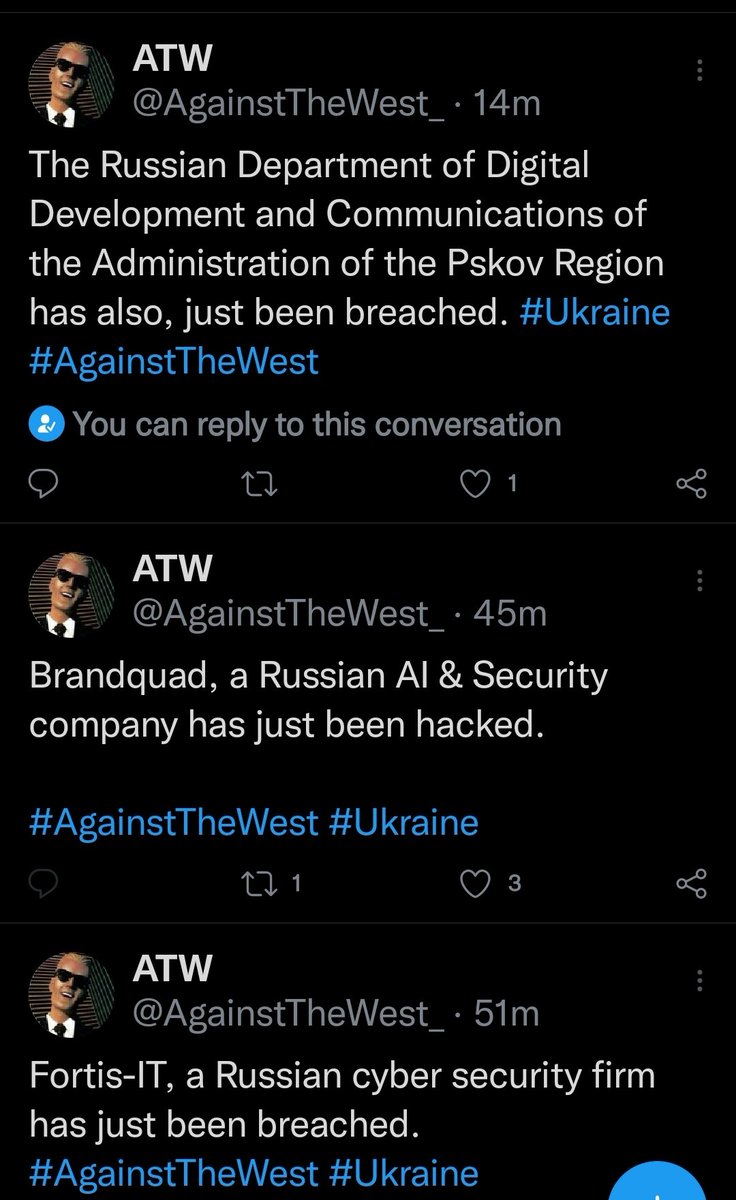 ATW
@AgainstTheWest_ · 14m
The Russian Department of Digital
Development and Communications of
the Administration of the Pskov Region
has also, just been breached. #Ukraine
#AgainstTheWest
You can reply to this conversation
1
ATW
@AgainstTheWest_ · 45m
Brandquad, a Russian AI & Security
company has just been hacked.
#AgainstTheWest #Ukraine
1 3
ATW
@AgainstTheWest_ · 51m
Fortis-IT, a Russian cyber security firm
has just been breached.
#AgainstTheWest #Ukraine